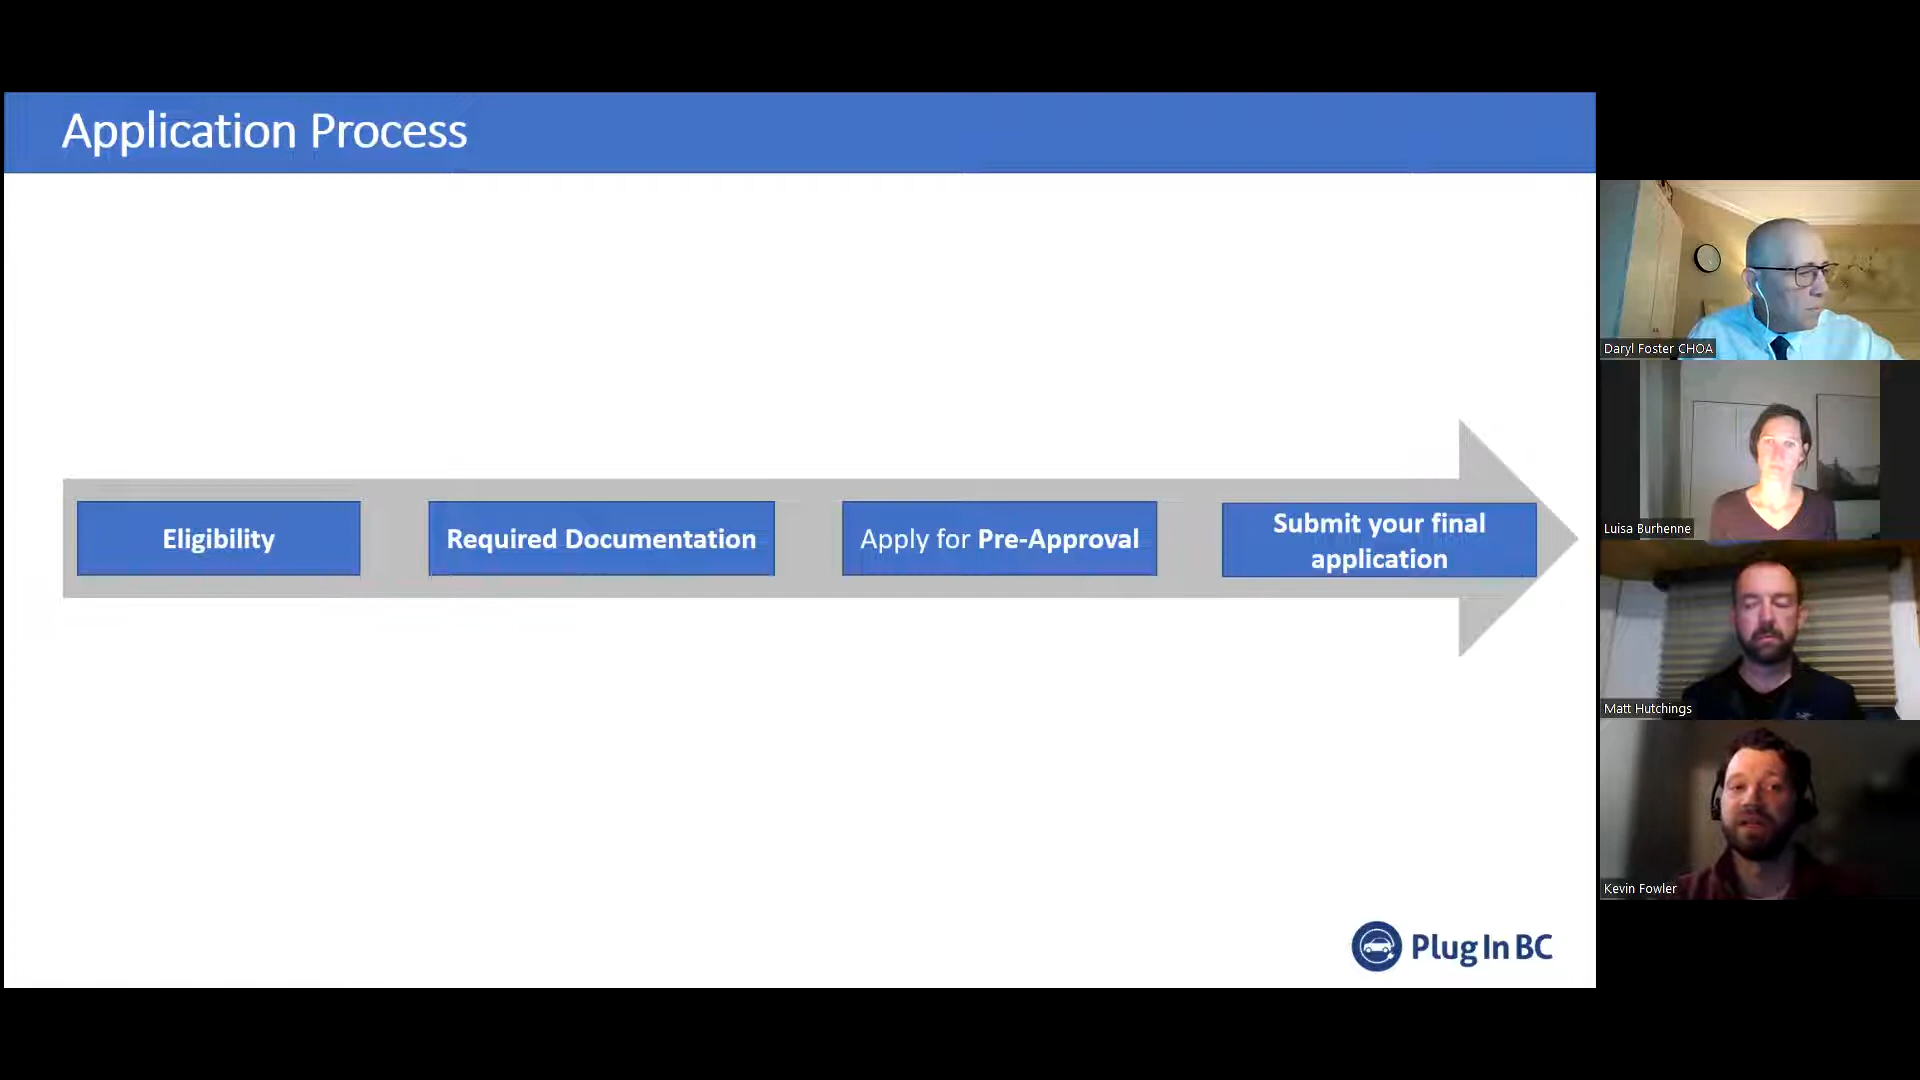 Application Process
Eligibility
Required Documentation
Apply for Pre-Approval
Submit your final
application
Plug In BC
Daryl Foster CHOA
Luisa Burhenne
Matt Hutchings
Kevin Fowler